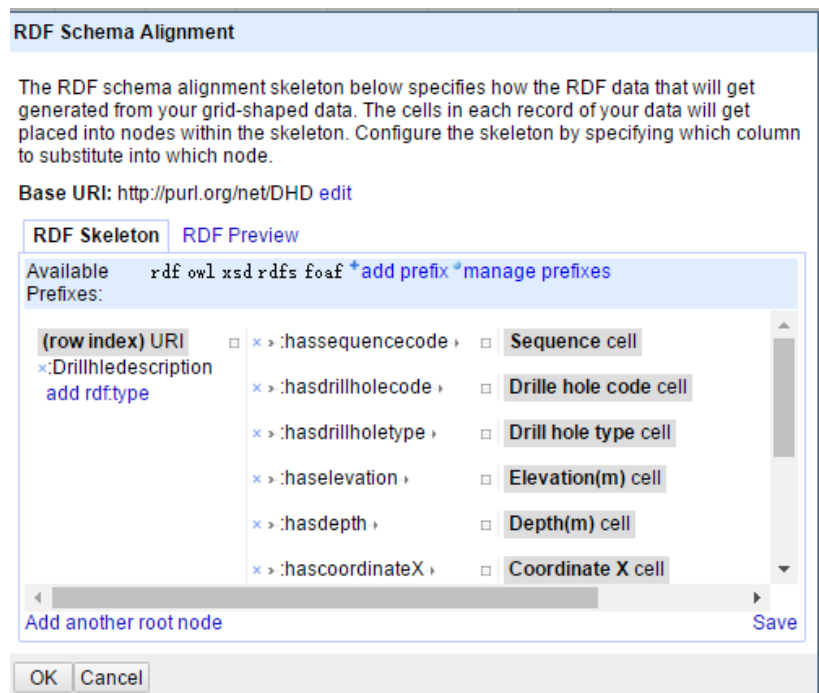 RDF Schema Alignment
The RDF schema alignment skeleton below specifies how the RDF data that will get
generated from your grid-shaped data. The cells in each record of your data will get
placed into nodes within the skeleton. Configure the skeleton by specifying which column
to substitute into which node.
Base URI: http://purl.org/net/DHD edit
RDF Skeleton RDF Preview
Available Prefixes: rdf owl xsd rdfs foaf add prefix manage prefixes
(row index) URI
:Drillhledescription
add rdf:type
:hassequencecode Sequence cell
:hasdrillholecode Drille hole code cell
:hasdrillholetype Drill hole type cell
:haselevation Elevation(m) cell
:hasdepth Depth(m) cell
:hascoordinateX Coordinate X cell
Add another root node Save
OK Cancel